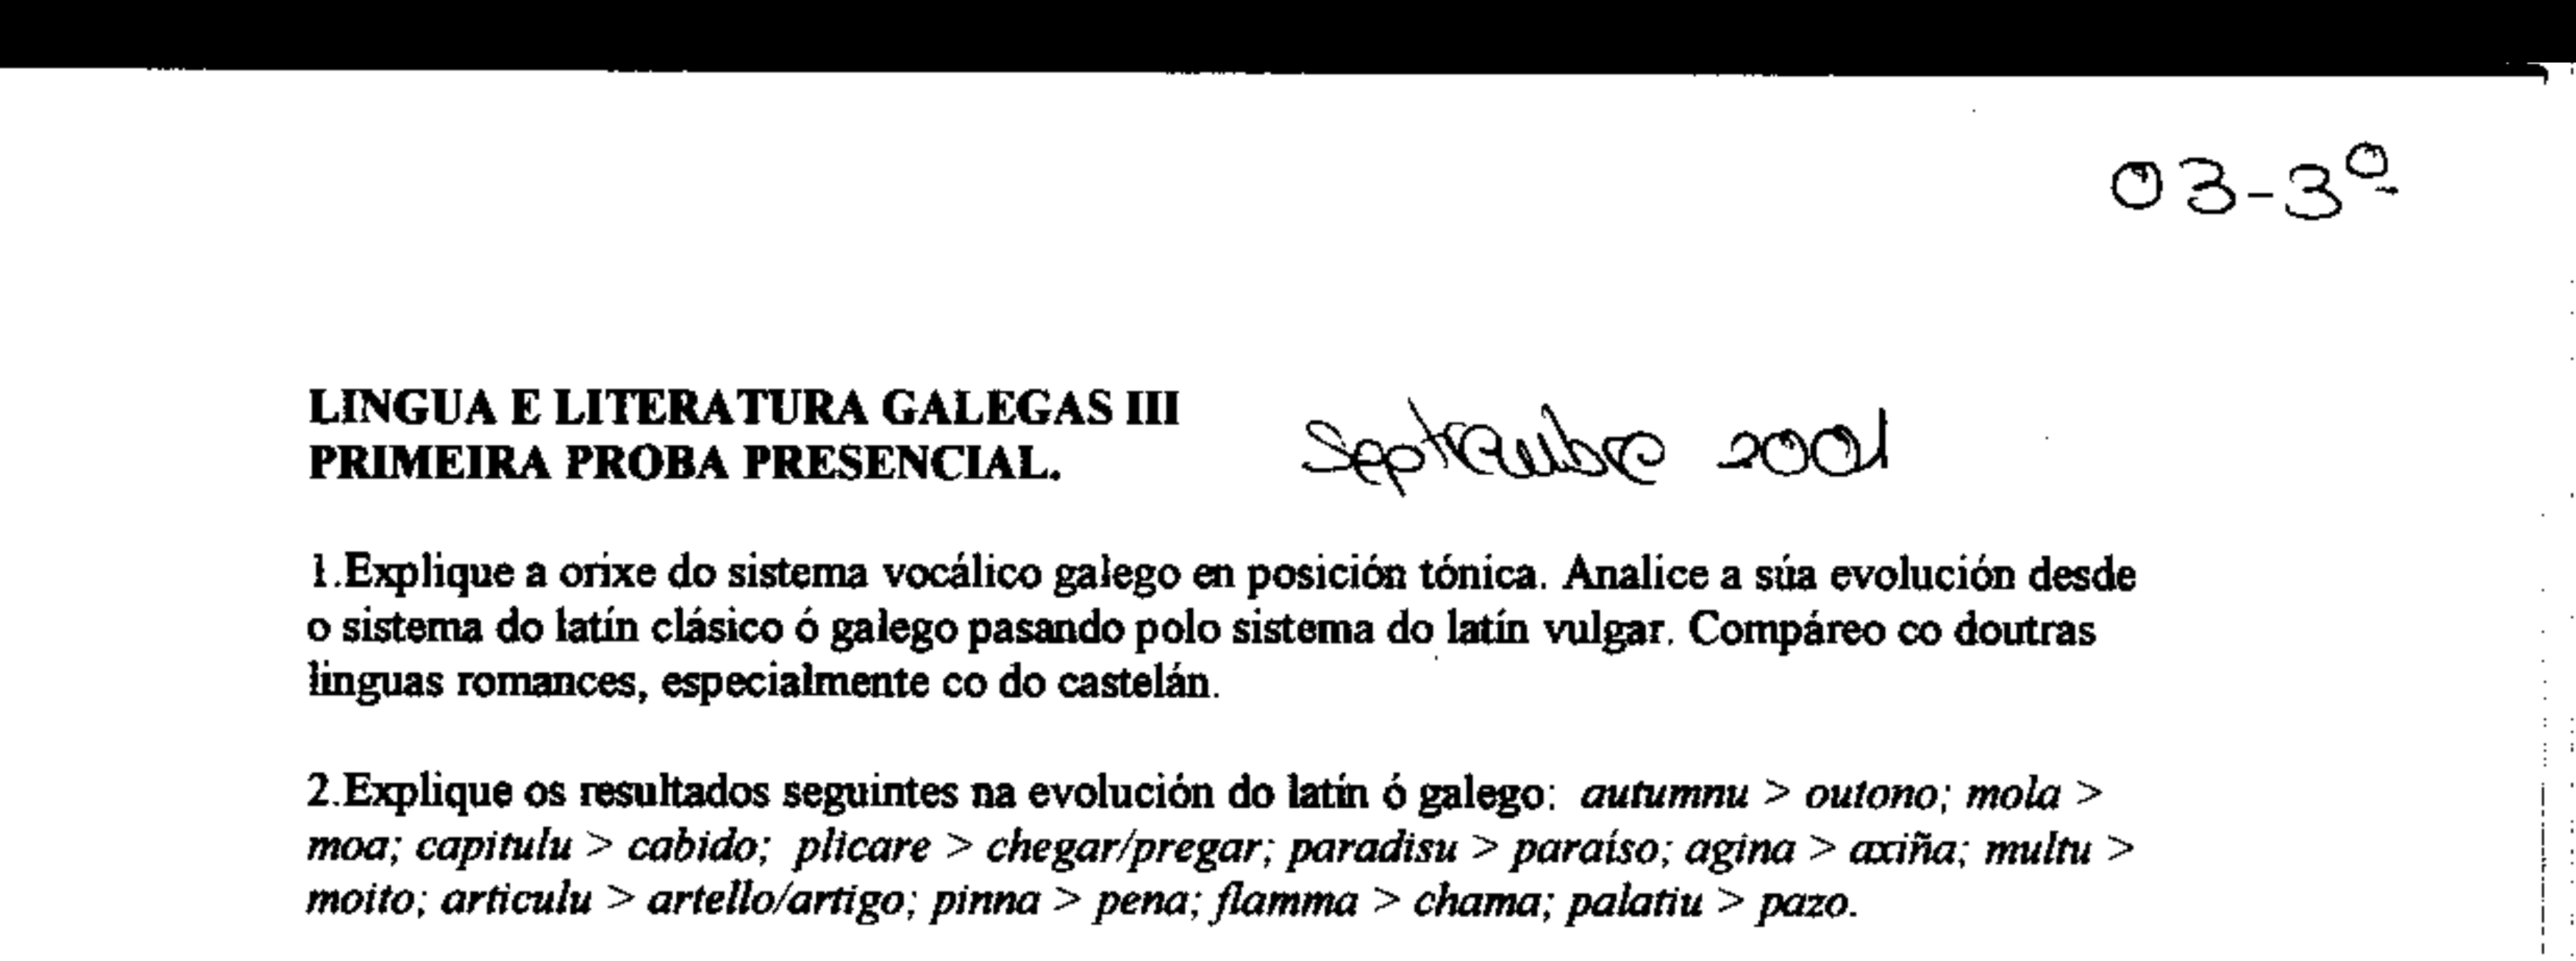 03-3º
LINGUA E LITERATURA GALEGAS III
PRIMEIRA PROBA PRESENCIAL.
Septiembre 2001
1.Explique a orixe do sistema vocálico galego en posición tónica. Analice a súa evolución desde
o sistema do latín clásico ó galego pasando polo sistema do latín vulgar. Compáreo co doutras
linguas romances, especialmente co do castelán.
2.Explique os resultados seguintes na evolución do latín ó galego: autumnu > outono; mola >
moa; capitulu > cabido; plicare > chegar/pregar; paradisu > paraíso; agina > axiña; multu >
moito; articulu > artello/artigo; pinna > pena; flamma > chama; palatiu > pazo.